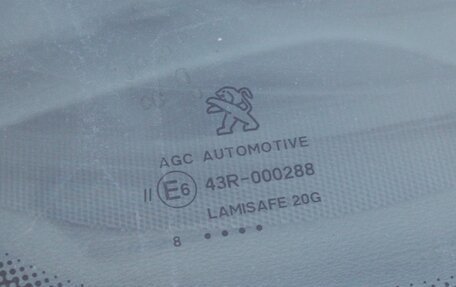 AGC AUTOMOTIVE
II E6 43R-000288
LAMISAFE 20G
8 ● ● ● ●